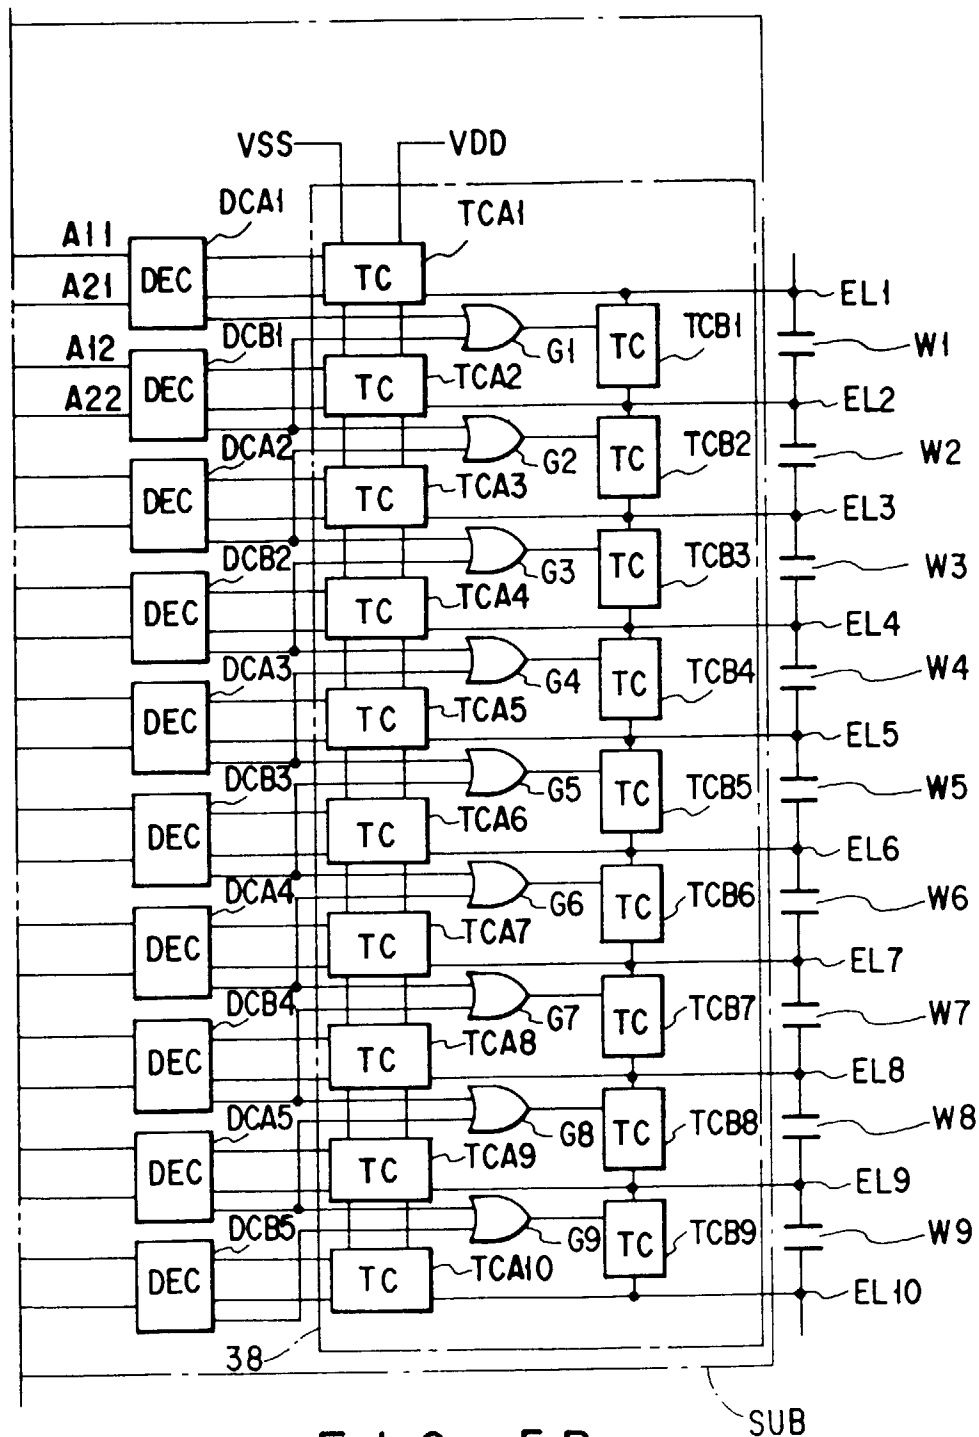 VSS
VDD
DCA1
TCA1
A11
DEC
TC
A21
EL1
DCB1
G1
TC
TCB1
W1
A12
DEC
TC
TCA2
A22
EL2
DCA2
G2
TC
TCB2
W2
DEC
TC
TCA3
EL3
DCB2
G3
TC
TCB3
W3
DEC
TC
TCA4
EL4
DCA3
G4
TC
TCB4
W4
DEC
TC
TCA5
EL5
DCB3
G5
TC
TCB5
W5
DEC
TC
TCA6
EL6
DCA4
G6
TC
TCB6
W6
DEC
TC
TCA7
EL7
DCB4
G7
TC
TCB7
W7
DEC
TC
TCA8
EL8
DCA5
G8
TC
TCB8
W8
DEC
TC
TCA9
EL9
DCB5
G9
TC
TCB9
W9
DEC
TC
TCA10
EL10
38
SUB